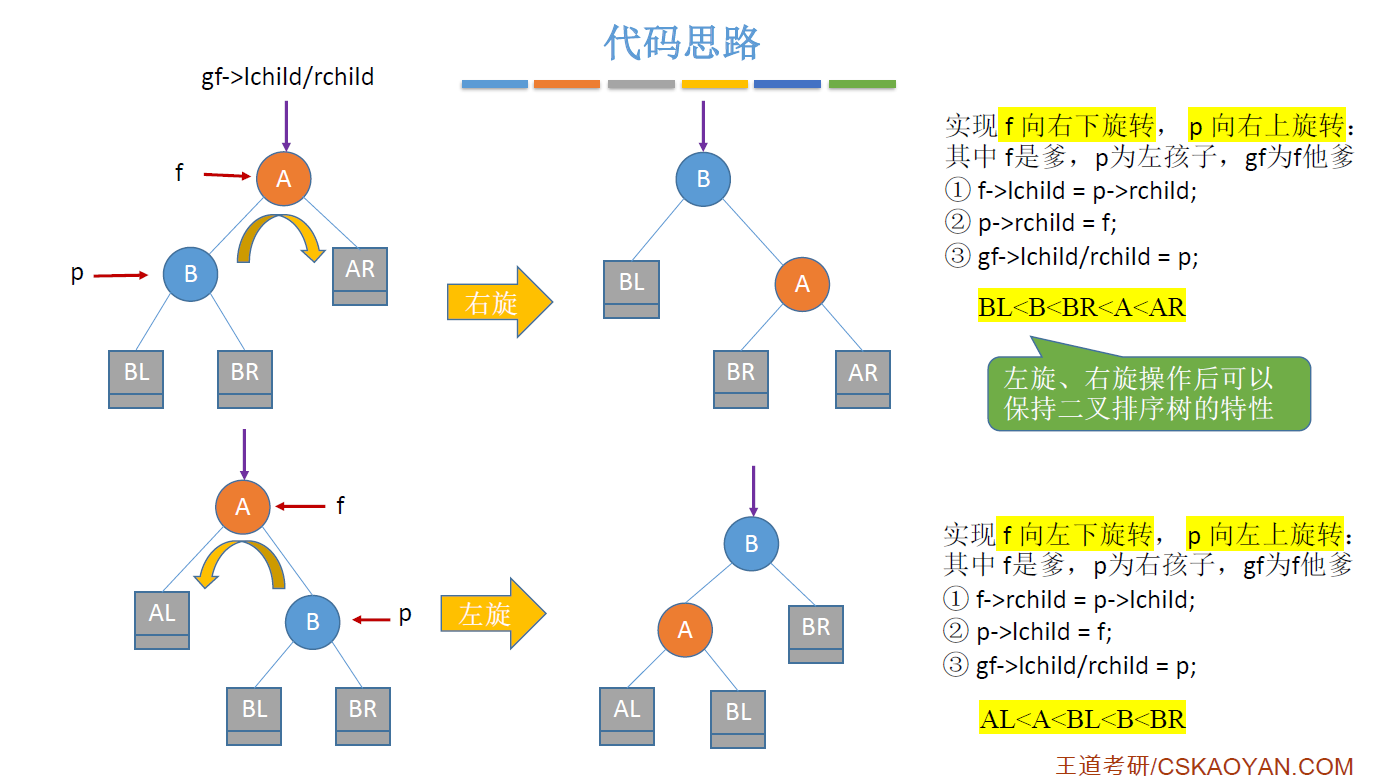 代码思路
gf->lchild/rchild
f
A
p
B
AR
BL
BR
右旋
B
BL
A
BR
AR
实现 f 向右下旋转， p 向右上旋转：
其中 f是爹，p为左孩子，gf为f他爹
① f->lchild = p->rchild;
② p->rchild = f;
③ gf->lchild/rchild = p;
BL<B<BR<A<AR
左旋、右旋操作后可以
保持二叉排序树的特性
A
f
AL
B
p
BL
BR
左旋
B
A
BR
AL
BL
实现 f 向左下旋转， p 向左上旋转：
其中 f是爹，p为右孩子，gf为f他爹
① f->rchild = p->lchild;
② p->lchild = f;
③ gf->lchild/rchild = p;
AL<A<BL<B<BR
王道考研/CSKAOYAN.COM